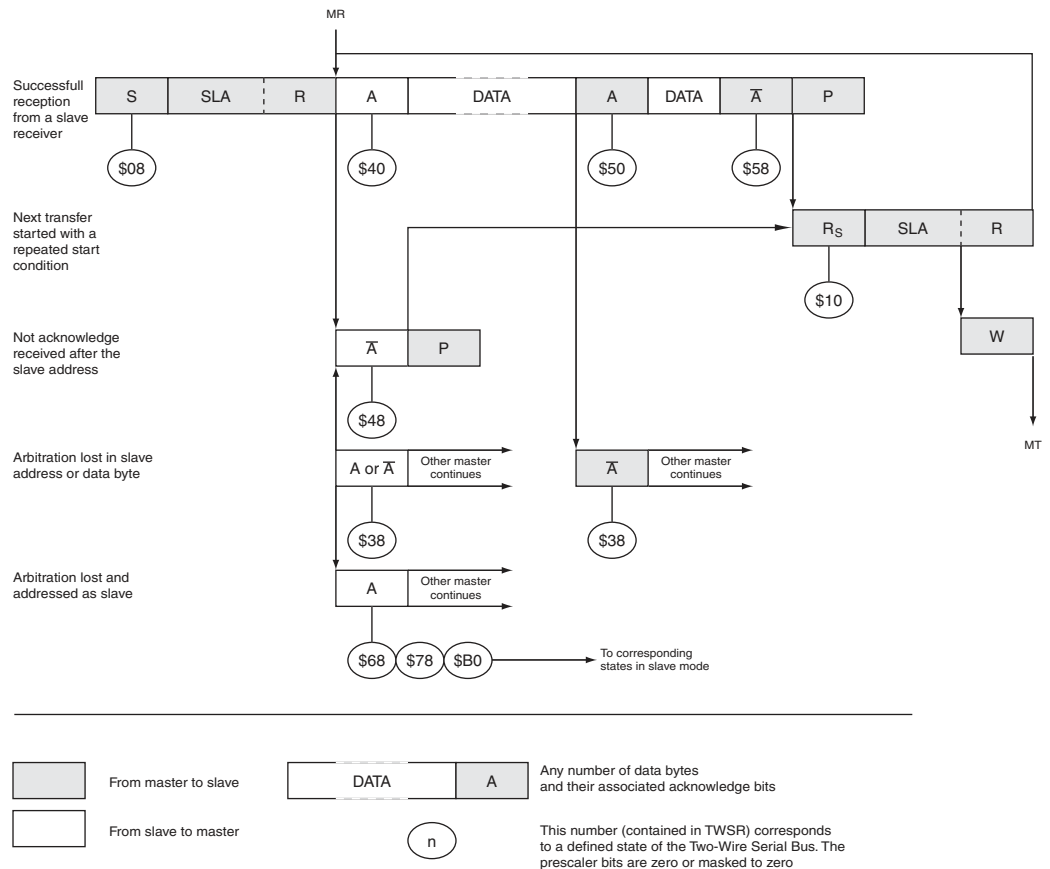 MR
Successfull
reception
from a slave
receiver
S SLA R A DATA A DATA A̅ P
$08 $40 $50 $58
Next transfer
started with a
repeated start
condition
RS SLA R
$10
Not acknowledge
received after the
slave address
A̅ P
W
$48
MT
Arbitration lost in slave
address or data byte
A or A̅ Other master
continues
A̅ Other master
continues
$38 $38
Arbitration lost and
addressed as slave
A Other master
continues
$68 $78 $B0 To corresponding
states in slave mode
From master to slave
DATA A Any number of data bytes
and their associated acknowledge bits
From slave to master
n This number (contained in TWSR) corresponds
to a defined state of the Two-Wire Serial Bus. The
prescaler bits are zero or masked to zero